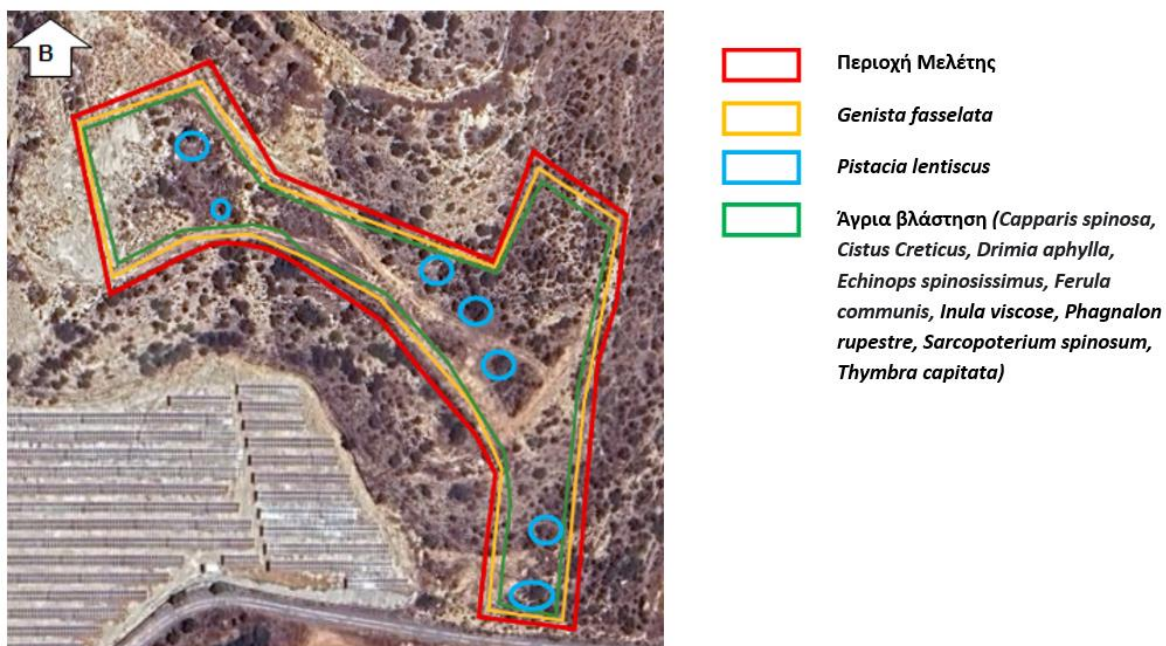 Β
Περιοχή Μελέτης
Genista fasselata
Pistacia lentiscus
Άγρια βλάστηση (Capparis spinosa,
Cistus Creticus, Drimia aphylla,
Echinops spinosissimus, Ferula
communis, Inula viscose, Phagnalon
rupestre, Sarcopoterium spinosum,
Thymbra capitata)